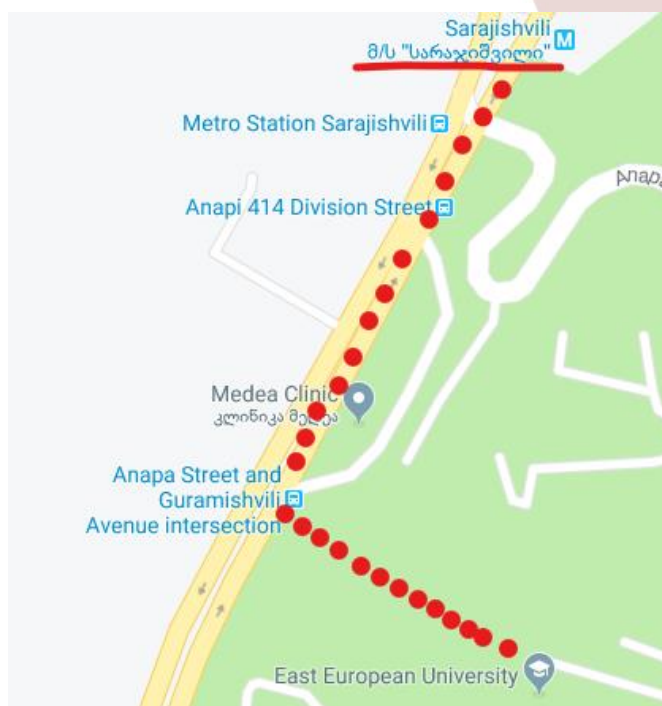 Sarajishvili
მ/ს "სარაჯიშვილი"
M
Metro Station Sarajishvili
Anapa
Anapi 414 Division Street
Medea Clinic
კლინიკა მედეა
Anapa Street and
Guramishvili
Avenue intersection
East European University